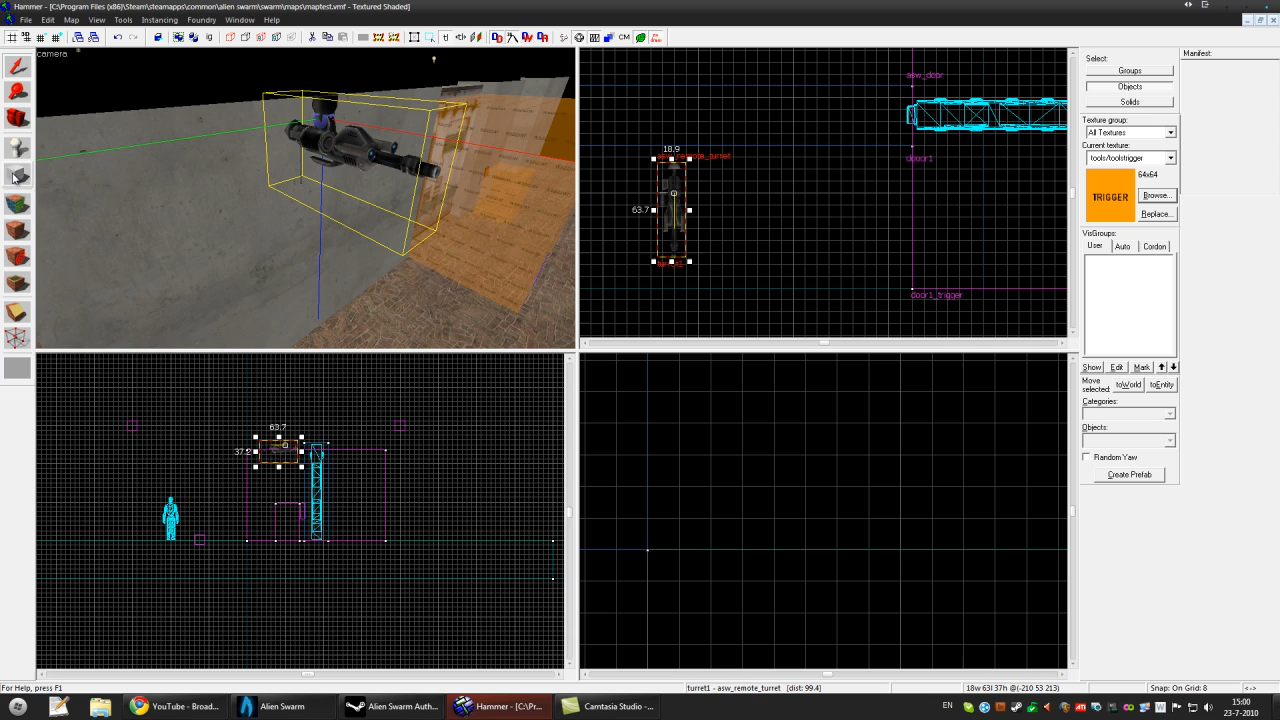 Hammer - [C:\Program Files (x86)\Steam\steamapps\common\alien swarm\swarm\maps\maptest.vmf - Textured Shaded]
File Edit Map View Tools Instancing Foundry Window Help
CM
camera
asw_door
door1
18.9
asw_remote_turret
63.7
turret1
door1_trigger
63.7
37.2
Select:
Groups
Objects
Solids
Texture group:
All Textures
Current texture:
tools/toolstrigger
TRIGGER
64x64
Browse...
Replace...
VisGroups:
User Auto Cordon
Show Edit Mark
Move selected:
toWorld toEntity
Categories:
Objects:
Random Yaw
Create Prefab
Manifest:
For Help, press F1
turret1 - asw_remote_turret [dist: 99.4]
18w 63l 37h @(-210 53 213)
Snap: On Grid: 8
<->
YouTube - Broad...
Alien Swarm
Alien Swarm Auth...
Hammer - [C:\Pr...
Camtasia Studio -...
EN
15:00
23-7-2010